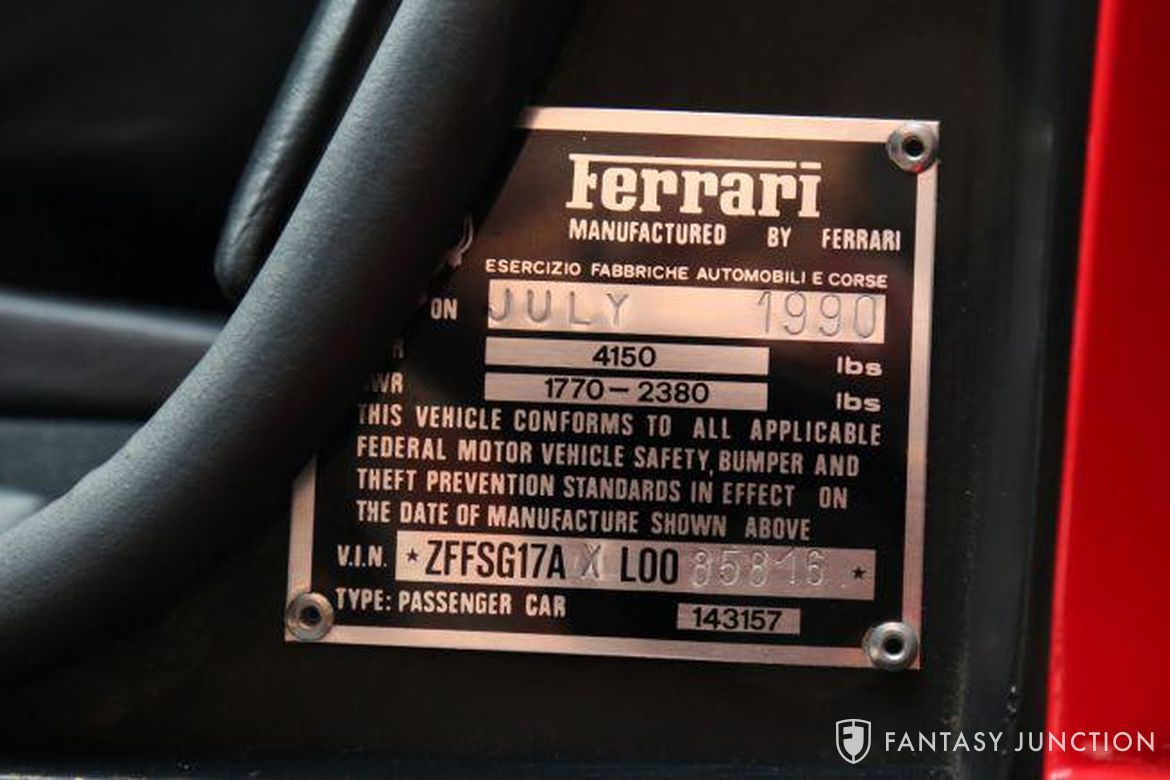 Ferrari
MANUFACTURED BY FERRARI
ESERCIZIO FABBRICHE AUTOMOBILI E CORSE
ON JULY 1990
R 4150 lbs
WR 1770-2380 lbs
THIS VEHICLE CONFORMS TO ALL APPLICABLE
FEDERAL MOTOR VEHICLE SAFETY, BUMPER AND
THEFT PREVENTION STANDARDS IN EFFECT ON
THE DATE OF MANUFACTURE SHOWN ABOVE
V.I.N. *ZFFSG17A X L00 85816 *
TYPE: PASSENGER CAR 143157
FANTASY JUNCTION